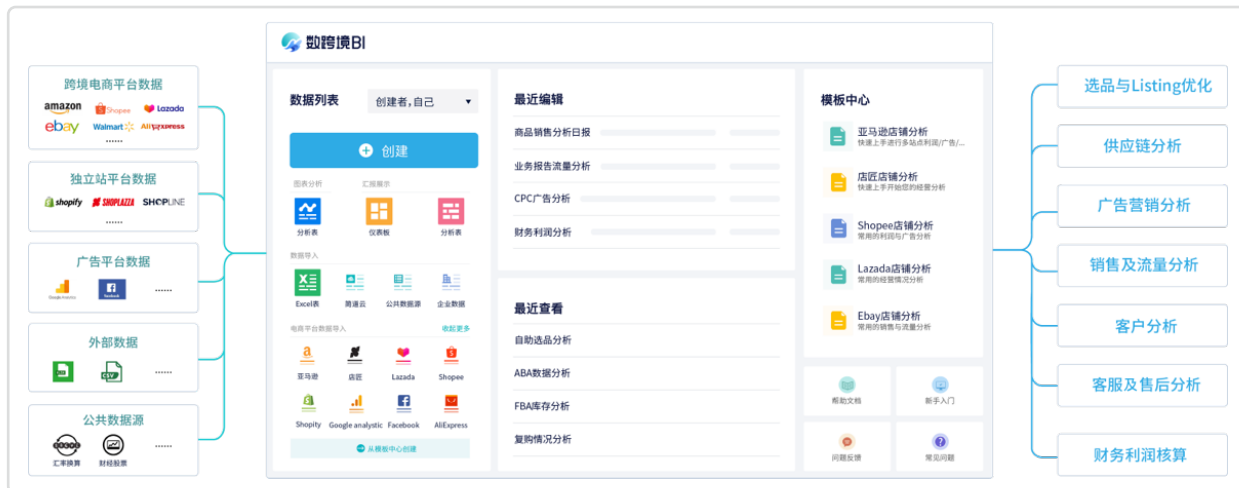 数跨境BI
跨境电商平台数据
amazon Shopee Lazada
ebay Walmart AliExpress
......
独立站平台数据
shopify SHOPLAZZA SHOPLINE
......
广告平台数据
Google Analytics facebook ......
外部数据
CSV ......
公共数据源
......
汇率换算 财经股票
数据列表 创建者,自己
创建
图表分析 汇报展示
分析表 仪表板 分析表
数据导入
Excel表 简道云 公共数据源 企业数据
电商平台数据导入 收起更多
亚马逊 店匠 Lazada Shopee
Shopity Google analystic Facebook AliExpress
从模板中心创建
最近编辑
商品销售分析日报
业务报告流量分析
CPC广告分析
财务利润分析
最近查看
自助选品分析
ABA数据分析
FBA库存分析
复购情况分析
模板中心
亚马逊店铺分析
快速上手进行多站点利润/广告/...
店匠店铺分析
快速上手开始您的经营分析
Shopee店铺分析
常用的利润与广告分析
Lazada店铺分析
常用的经营情况分析
Ebay店铺分析
常用的销售与流量分析
帮助文档 新手入门
问题反馈 常见问题
选品与Listing优化
供应链分析
广告营销分析
销售及流量分析
客户分析
客服及售后分析
财务利润核算